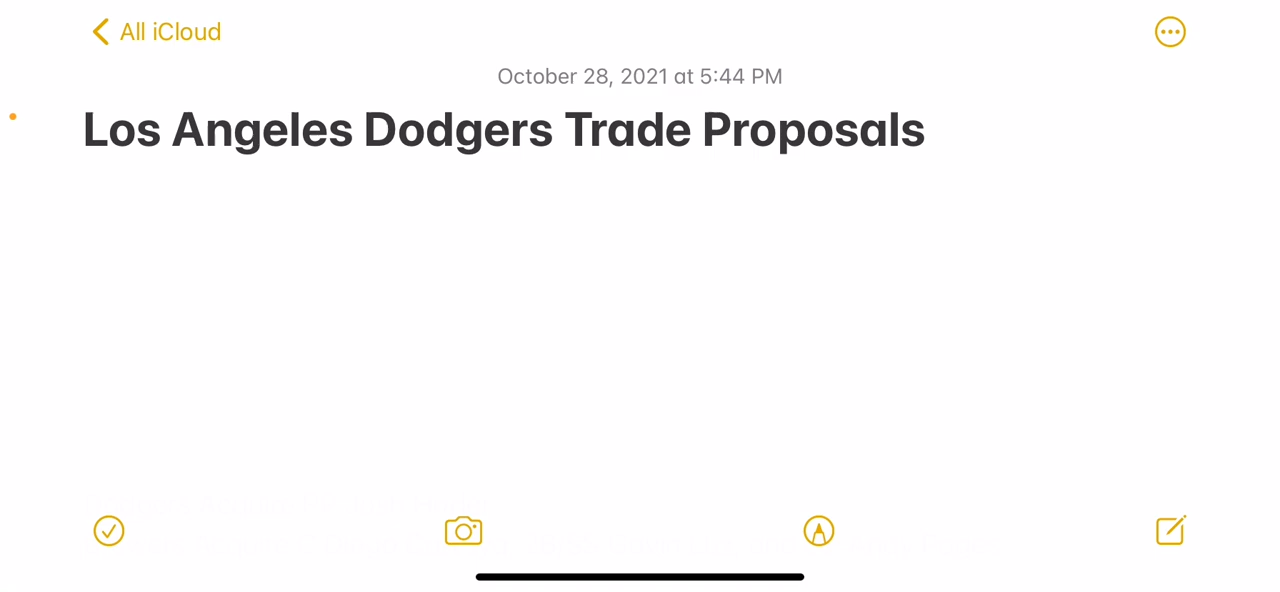 All iCloud
October 28, 2021 at 5:44 PM
Los Angeles Dodgers Trade Proposals